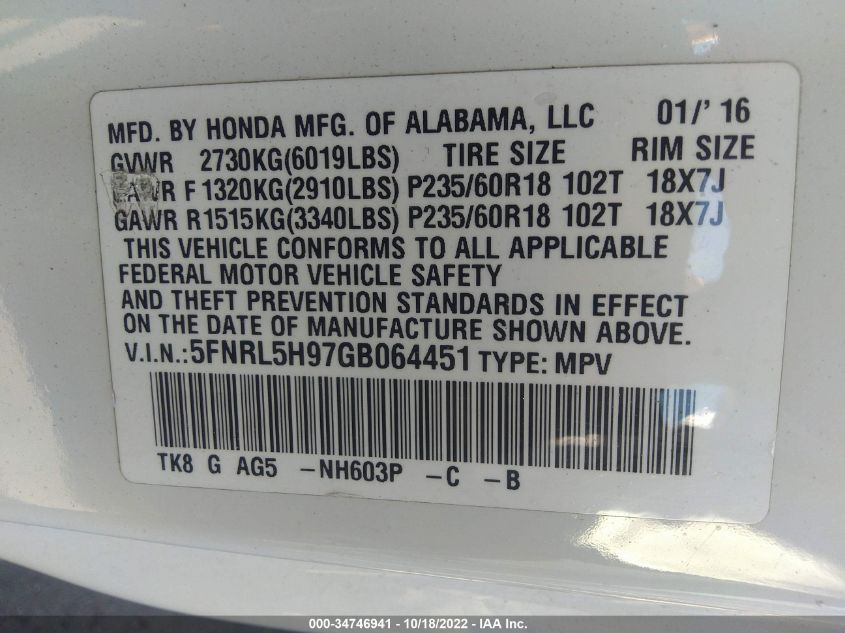 MFD. BY HONDA MFG. OF ALABAMA, LLC 01/'16
GVWR 2730KG(6019LBS) TIRE SIZE RIM SIZE
GAWR F 1320KG(2910LBS) P235/60R18 102T 18X7J
GAWR R1515KG(3340LBS) P235/60R18 102T 18X7J
THIS VEHICLE CONFORMS TO ALL APPLICABLE
FEDERAL MOTOR VEHICLE SAFETY
AND THEFT PREVENTION STANDARDS IN EFFECT
ON THE DATE OF MANUFACTURE SHOWN ABOVE.
V.I.N.:5FNRL5H97GB064451 TYPE: MPV
TK8 G AG5 -NH603P -C -B
000-34746941 - 10/18/2022 - IAA Inc.